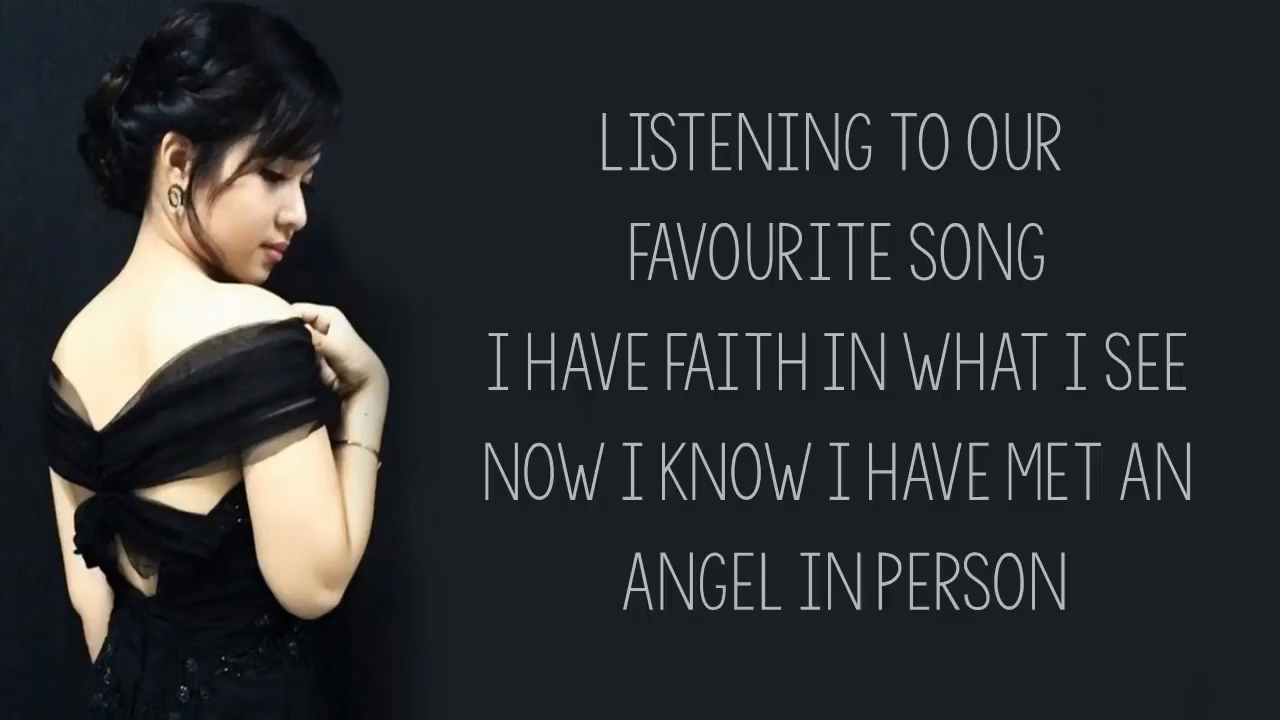 LISTENING TO OUR
FAVOURITE SONG
I HAVE FAITH IN WHAT I SEE
NOW I KNOW I HAVE MET AN
ANGEL IN PERSON